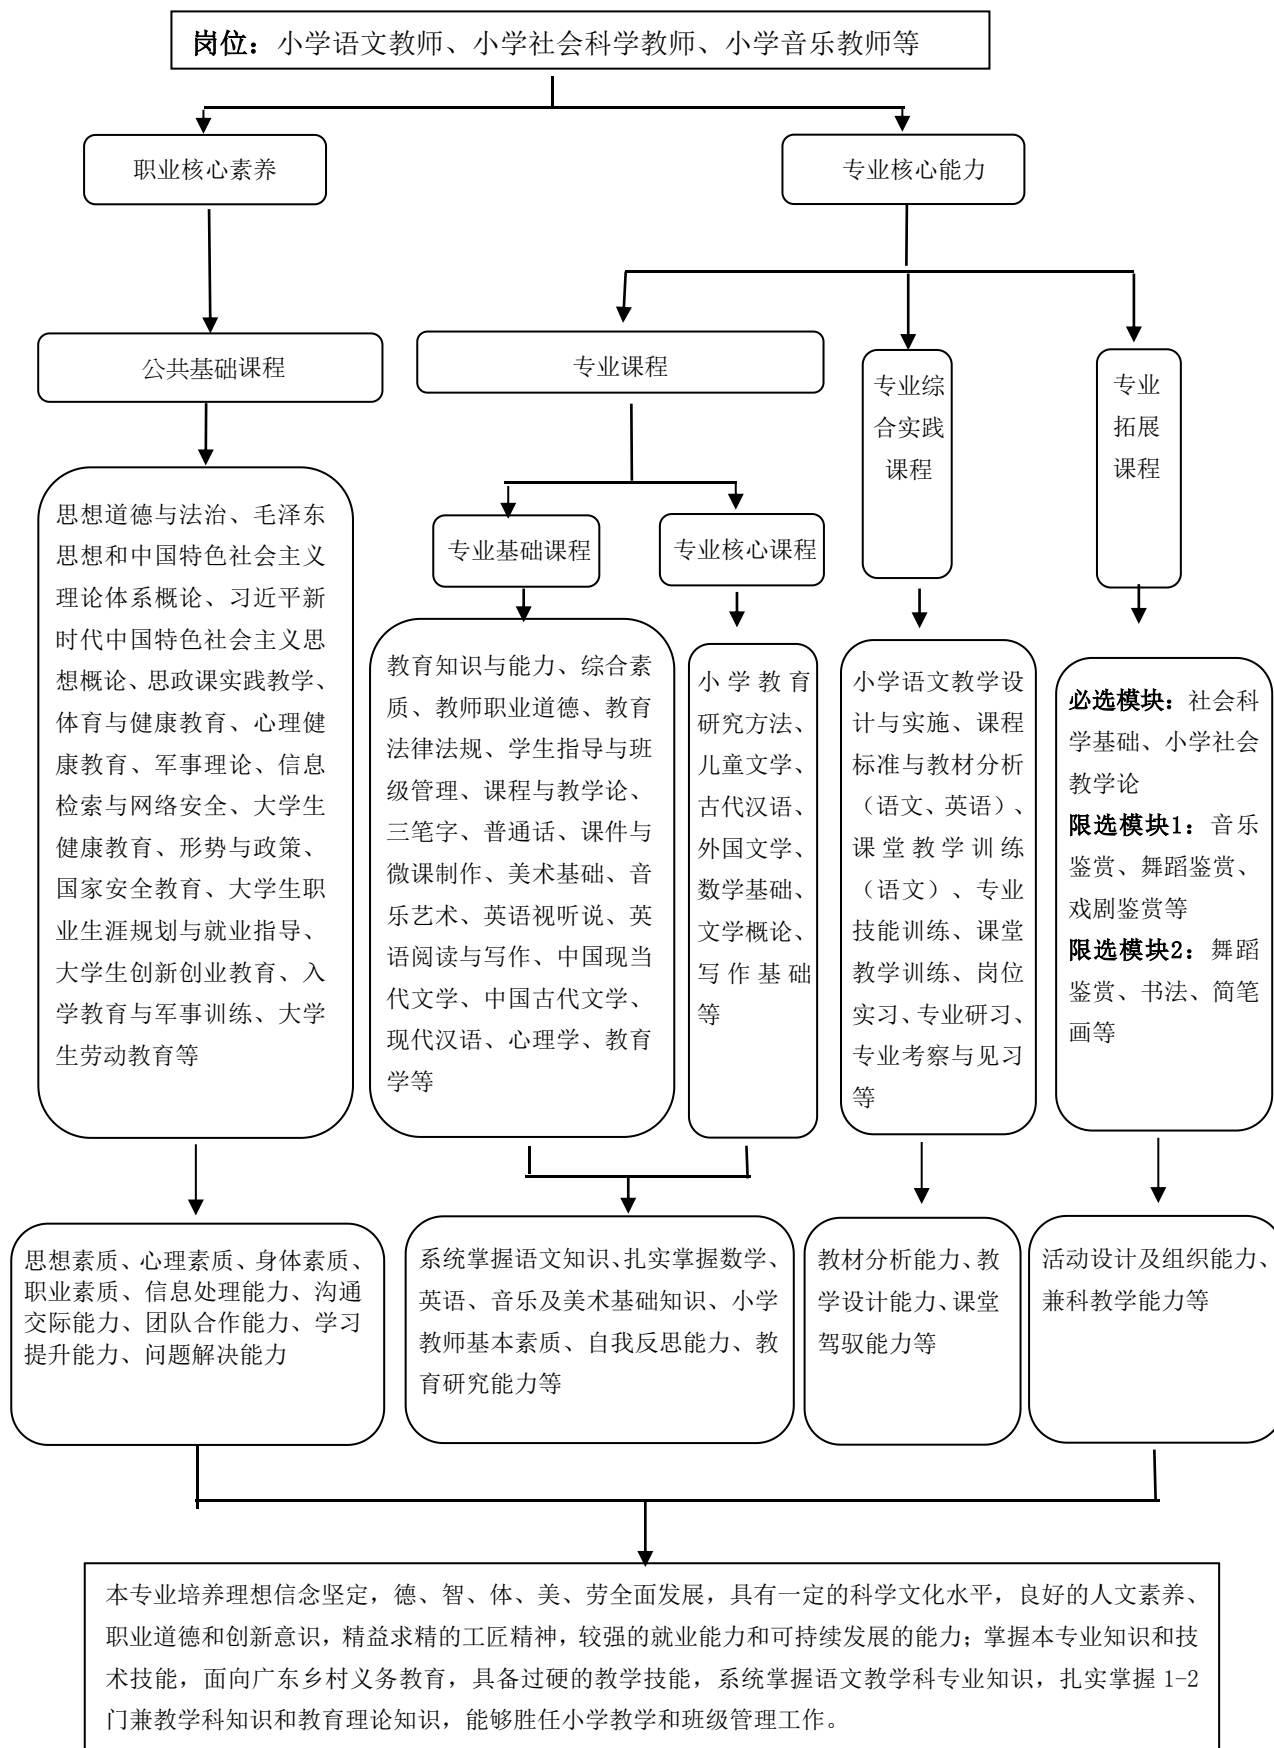 岗位：小学语文教师、小学社会科学教师、小学音乐教师等
职业核心素养
专业核心能力
公共基础课程
专业课程
专业综
合实践
课程
专业
拓展
课程
专业基础课程
专业核心课程
思想道德与法治、毛泽东
思想和中国特色社会主义
理论体系概论、习近平新
时代中国特色社会主义思
想概论、思政课实践教学、
体育与健康教育、心理健
康教育、军事理论、信息
检索与网络安全、大学生
健康教育、形势与政策、
国家安全教育、大学生职
业生涯规划与就业指导、
大学生创新创业教育、入
学教育与军事训练、大学
生劳动教育等
教育知识与能力、综合素
质、教师职业道德、教育
法律法规、学生指导与班
级管理、课程与教学论、
三笔字、普通话、课件与
微课制作、美术基础、音
乐艺术、英语视听说、英
语阅读与写作、中国现当
代文学、中国古代文学、
现代汉语、心理学、教育
学等
小学教育
研究方法、
儿童文学、
古代汉语、
外国文学、
数学基础、
文学概论、
写作基础
等
小学语文教学设
计与实施、课程
标准与教材分析
（语文、英语）、
课堂教学训练
（语文）、专业
技能训练、课堂
教学训练、岗位
实习、专业研习、
专业考察与见习
等
必选模块：社会科
学基础、小学社会
教学论
限选模块1：音乐
鉴赏、舞蹈鉴赏、
戏剧鉴赏等
限选模块2：舞蹈
鉴赏、书法、简笔
画等
思想素质、心理素质、身体素质、
职业素质、信息处理能力、沟通
交际能力、团队合作能力、学习
提升能力、问题解决能力
系统掌握语文知识、扎实掌握数学、
英语、音乐及美术基础知识、小学
教师基本素质、自我反思能力、教
育研究能力等
教材分析能力、教
学设计能力、课堂
驾驭能力等
活动设计及组织能力、
兼科教学能力等
本专业培养理想信念坚定，德、智、体、美、劳全面发展，具有一定的科学文化水平，良好的人文素养、
职业道德和创新意识，精益求精的工匠精神，较强的就业能力和可持续发展的能力；掌握本专业知识和技
术技能，面向广东乡村义务教育，具备过硬的教学技能，系统掌握语文教学科专业知识，扎实掌握 1-2
门兼教学科知识和教育理论知识，能够胜任小学教学和班级管理工作。